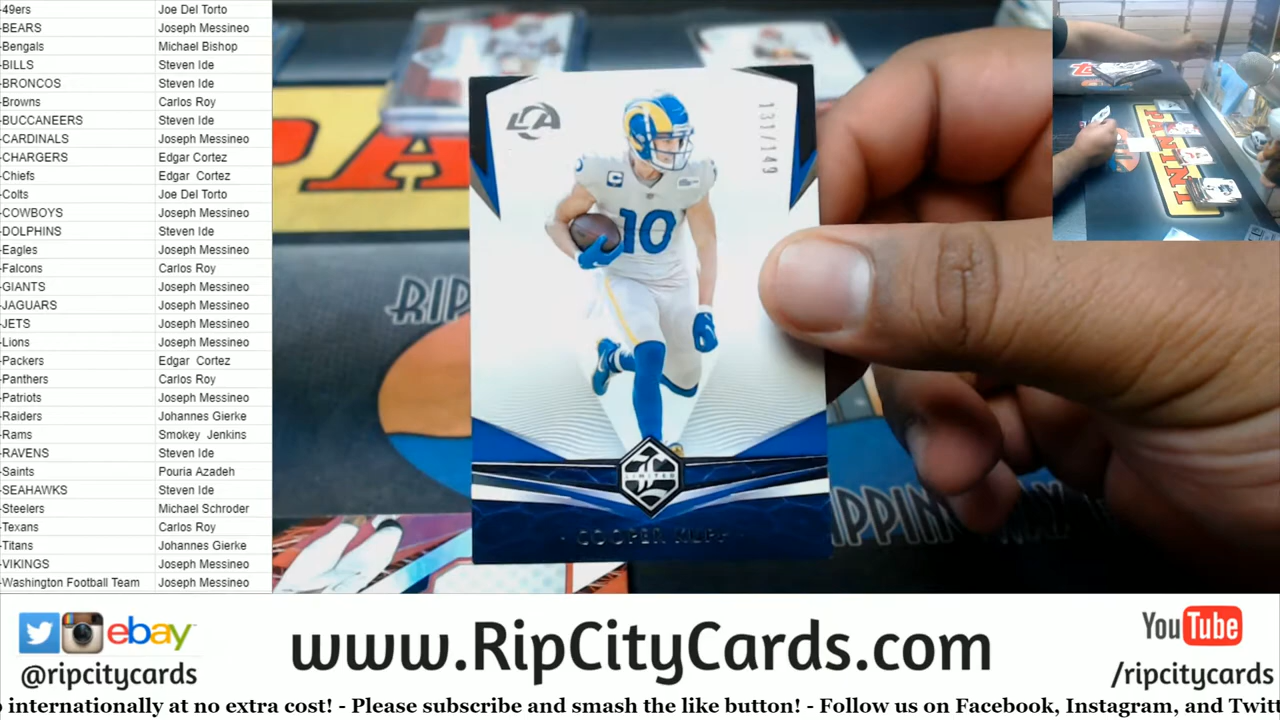 -49ers Joe Del Torto
-BEARS Joseph Messineo
-Bengals Michael Bishop
-BILLS Steven Ide
-BRONCOS Steven Ide
-Browns Carlos Roy
-BUCCANEERS Steven Ide
-CARDINALS Joseph Messineo
-CHARGERS Edgar Cortez
-Chiefs Edgar  Cortez
-Colts Joe Del Torto
-COWBOYS Joseph Messineo
-DOLPHINS Steven Ide
-Eagles Joseph Messineo
-Falcons Carlos Roy
-GIANTS Joseph Messineo
-JAGUARS Joseph Messineo
-JETS Joseph Messineo
-Lions Joseph Messineo
-Packers Edgar  Cortez
-Panthers Carlos Roy
-Patriots Joseph Messineo
-Raiders Johannes Gierke
-Rams Smokey  Jenkins
-RAVENS Steven Ide
-Saints Pouria Azadeh
-SEAHAWKS Steven Ide
-Steelers Michael Schroder
-Texans Carlos Roy
-Titans Johannes Gierke
-VIKINGS Joseph Messineo
-Washington Football Team Joseph Messineo
LA
131/149
10
LIMITED
COOPER KUPP
PA
RIP
RIPPIN
PANINI
ebay
@ripcitycards
www.RipCityCards.com
YouTube
/ripcitycards
internationally at no extra cost! - Please subscribe and smash the like button! - Follow us on Facebook, Instagram, and